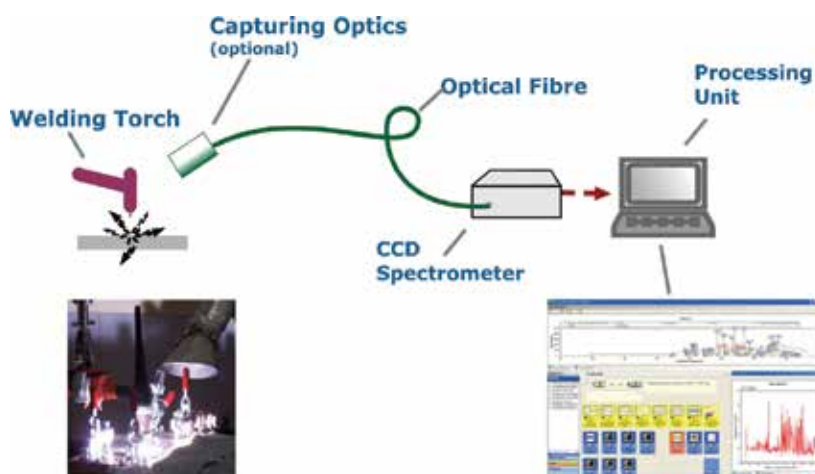 Capturing Optics
(optional)
Optical Fibre
Processing
Unit
Welding Torch
CCD
Spectrometer